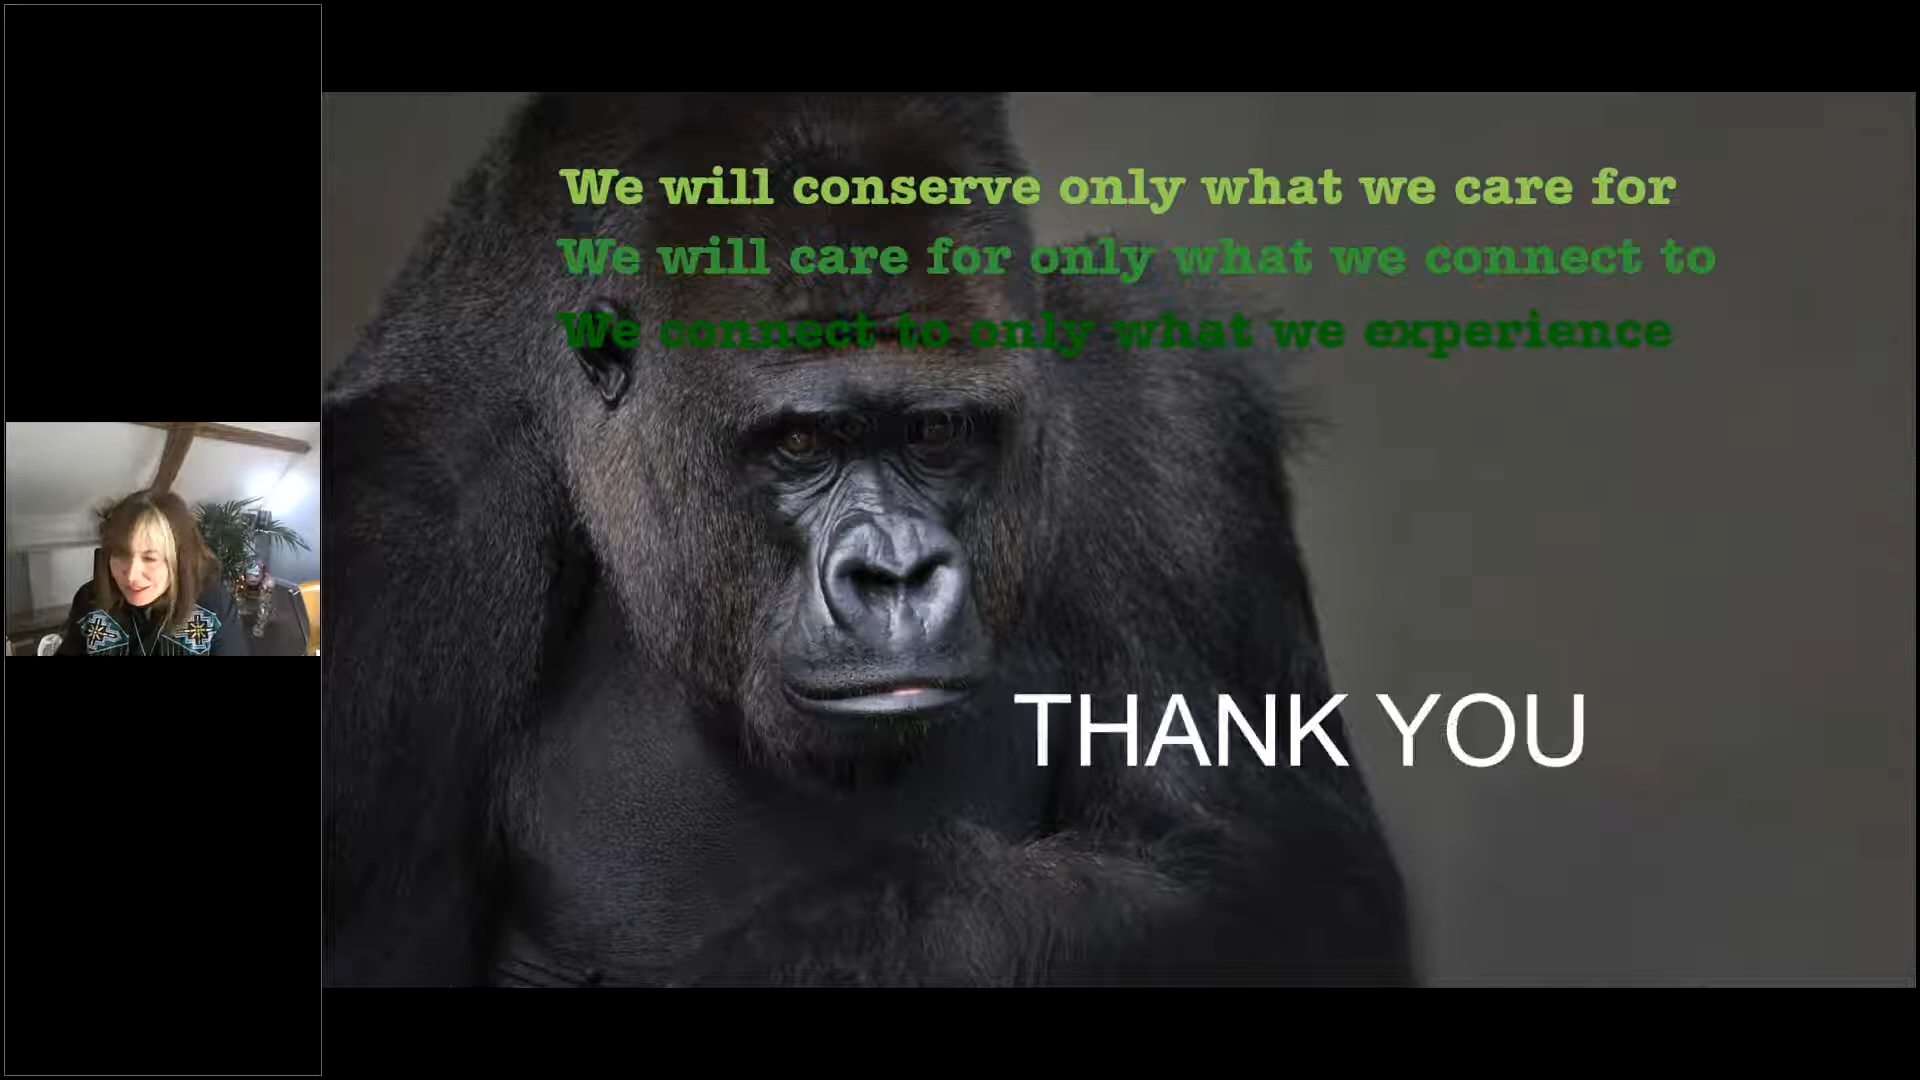 We will conserve only what we care for
We will care for only what we connect to
We connect to only what we experience
THANK YOU